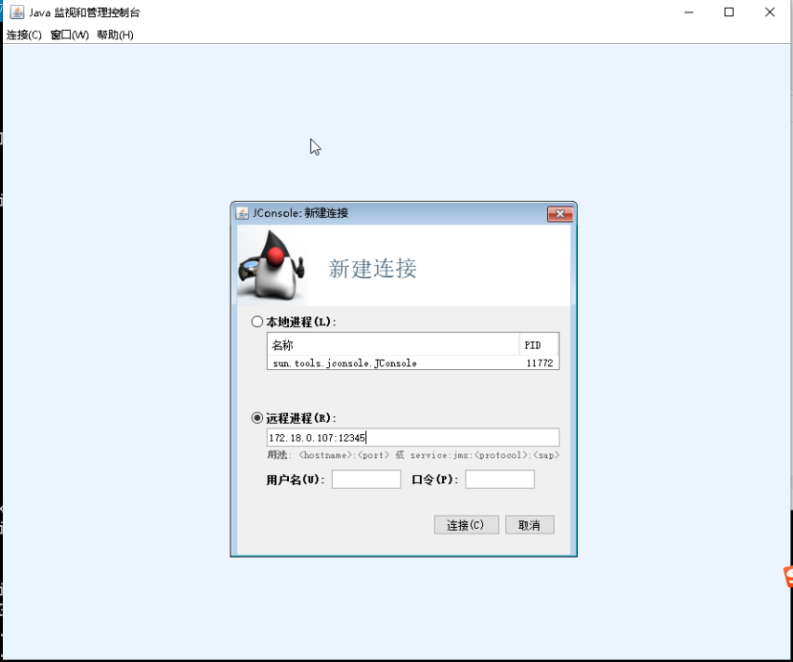 Java 监视和管理控制台
连接(C) 窗口(W) 帮助(H)
JConsole: 新建连接
新建连接
本地进程(L):
名称 PID
sun.tools.jconsole.JConsole 11772
远程进程(R):
172.18.0.107:12345
用法: <hostname>:<port> 或 service:jmx:<protocol>:<sap>
用户名(U): 口令(P):
连接(C) 取消